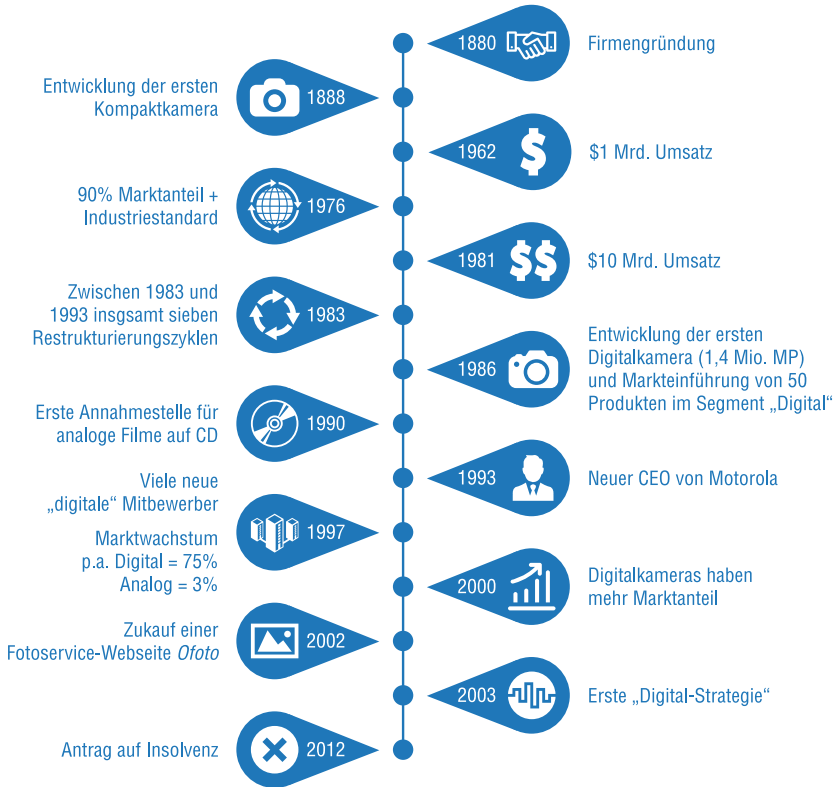 1880
Firmengründung
Entwicklung der ersten
Kompaktkamera
1888
1962
$1 Mrd. Umsatz
90% Marktanteil +
Industriestandard
1976
1981
$10 Mrd. Umsatz
Zwischen 1983 und
1993 insgsamt sieben
Restrukturierungszyklen
1983
1986
Entwicklung der ersten
Digitalkamera (1,4 Mio. MP)
und Markteinführung von 50
Produkten im Segment „Digital“
Erste Annahmestelle für
analoge Filme auf CD
1990
1993
Neuer CEO von Motorola
Viele neue
„digitale“ Mitbewerber
Marktwachstum
p.a. Digital = 75%
Analog = 3%
1997
2000
Digitalkameras haben
mehr Marktanteil
Zukauf einer
Fotoservice-Webseite Ofoto
2002
2003
Erste „Digital-Strategie“
Antrag auf Insolvenz
2012